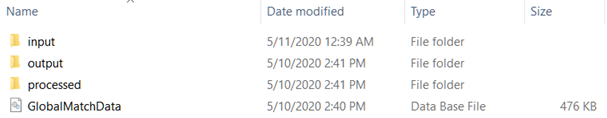 Name Date modified Type Size
input 5/11/2020 12:39 AM File folder
output 5/10/2020 2:41 PM File folder
processed 5/10/2020 2:41 PM File folder
GlobalMatchData 5/10/2020 2:40 PM Data Base File 476 KB